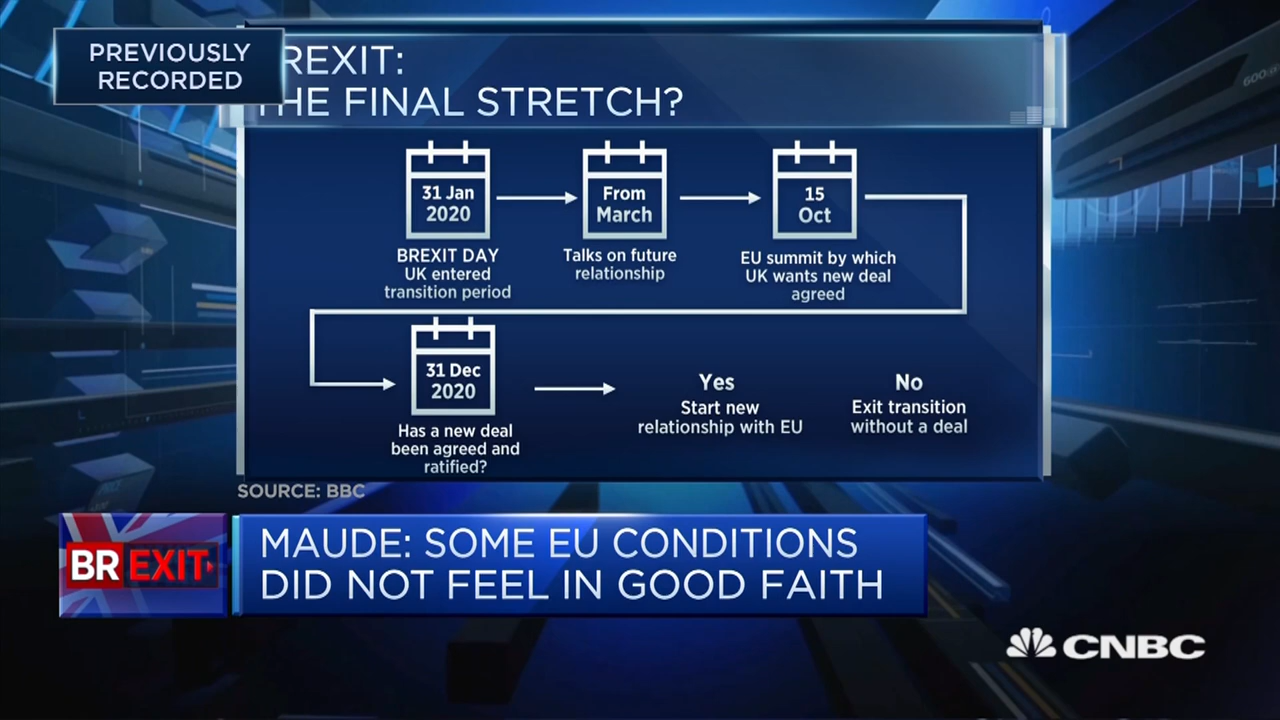 PREVIOUSLY
RECORDED
REXIT:
HE FINAL STRETCH?
31 Jan
2020
BREXIT DAY
UK entered
transition period
From
March
Talks on future
relationship
15
Oct
EU summit by which
UK wants new deal
agreed
31 Dec
2020
Has a new deal
been agreed and
ratified?
Yes
Start new
relationship with EU
No
Exit transition
without a deal
SOURCE: BBC
BREXIT
MAUDE: SOME EU CONDITIONS
DID NOT FEEL IN GOOD FAITH
CNBC